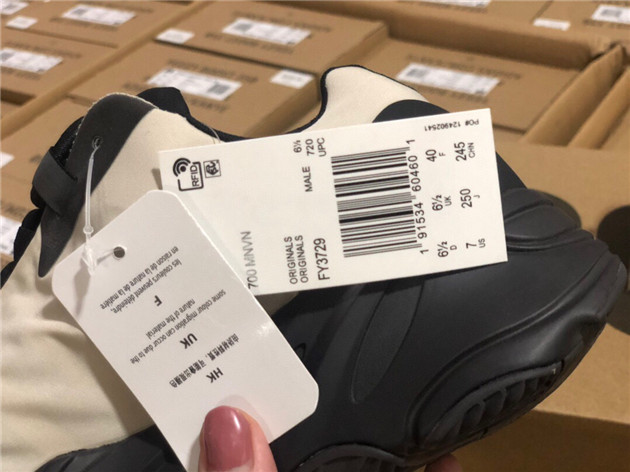 RFID
700 MNVN
ORIGINALS
ORIGINALS
MALE
6½
720
FY3729
UPC
1 91534 60460 1
6½ D
6½ UK
40 F
7 US
250 J
245 CHN
PO# 124902541
HK
UK
some colour migration can occur due to the
nature of the material
F
les couleurs peuvent déteindre,
en raison de la nature de la matière